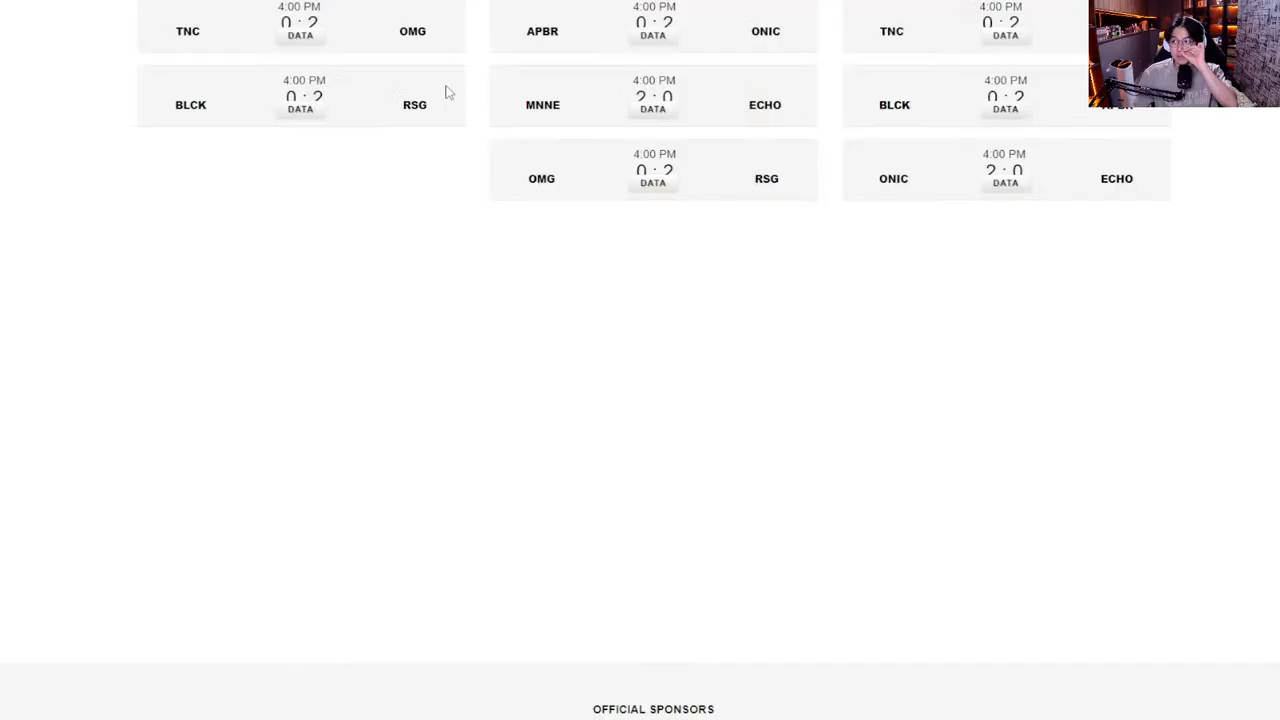 4:00 PM
0 : 2
TNC DATA OMG
4:00 PM
0 : 2
BLCK DATA RSG
4:00 PM
0 : 2
APBR DATA ONIC
4:00 PM
2 : 0
MNNE DATA ECHO
4:00 PM
0 : 2
OMG DATA RSG
4:00 PM
0 : 2
TNC DATA
4:00 PM
0 : 2
BLCK DATA
4:00 PM
2 : 0
ONIC DATA ECHO
OFFICIAL SPONSORS